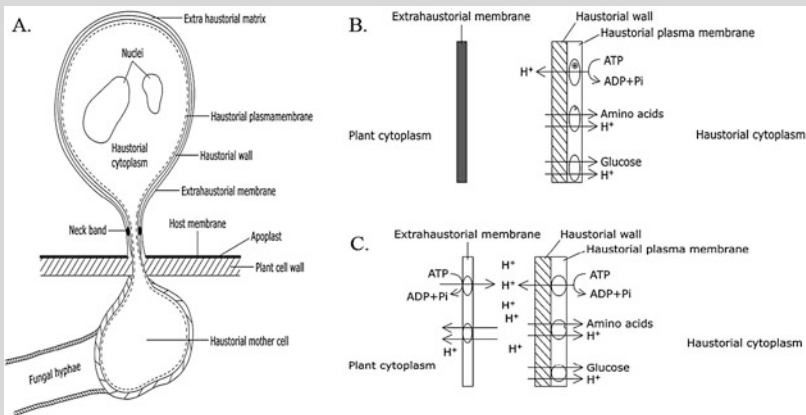 A.
Extra haustorial matrix
Nuclei
Haustorial plasmamembrane
Haustorial cytoplasm
Haustorial wall
Extrahaustorial membrane
Neck band
Host membrane
Apoplast
Plant cell wall
Haustorial mother cell
Fungal hyphae
B.
Extrahaustorial membrane
Haustorial wall
Haustorial plasma membrane
ATP
H+
ADP+Pi
Amino acids
H+
Plant cytoplasm
Haustorial cytoplasm
Glucose
H+
C.
Extrahaustorial membrane
Haustorial wall
Haustorial plasma membrane
H+
ATP
ATP
H+
H+
ADP+Pi
ADP+Pi
H+
H+
Amino acids
H+
H+
H+
Plant cytoplasm
Haustorial cytoplasm
Glucose
H+